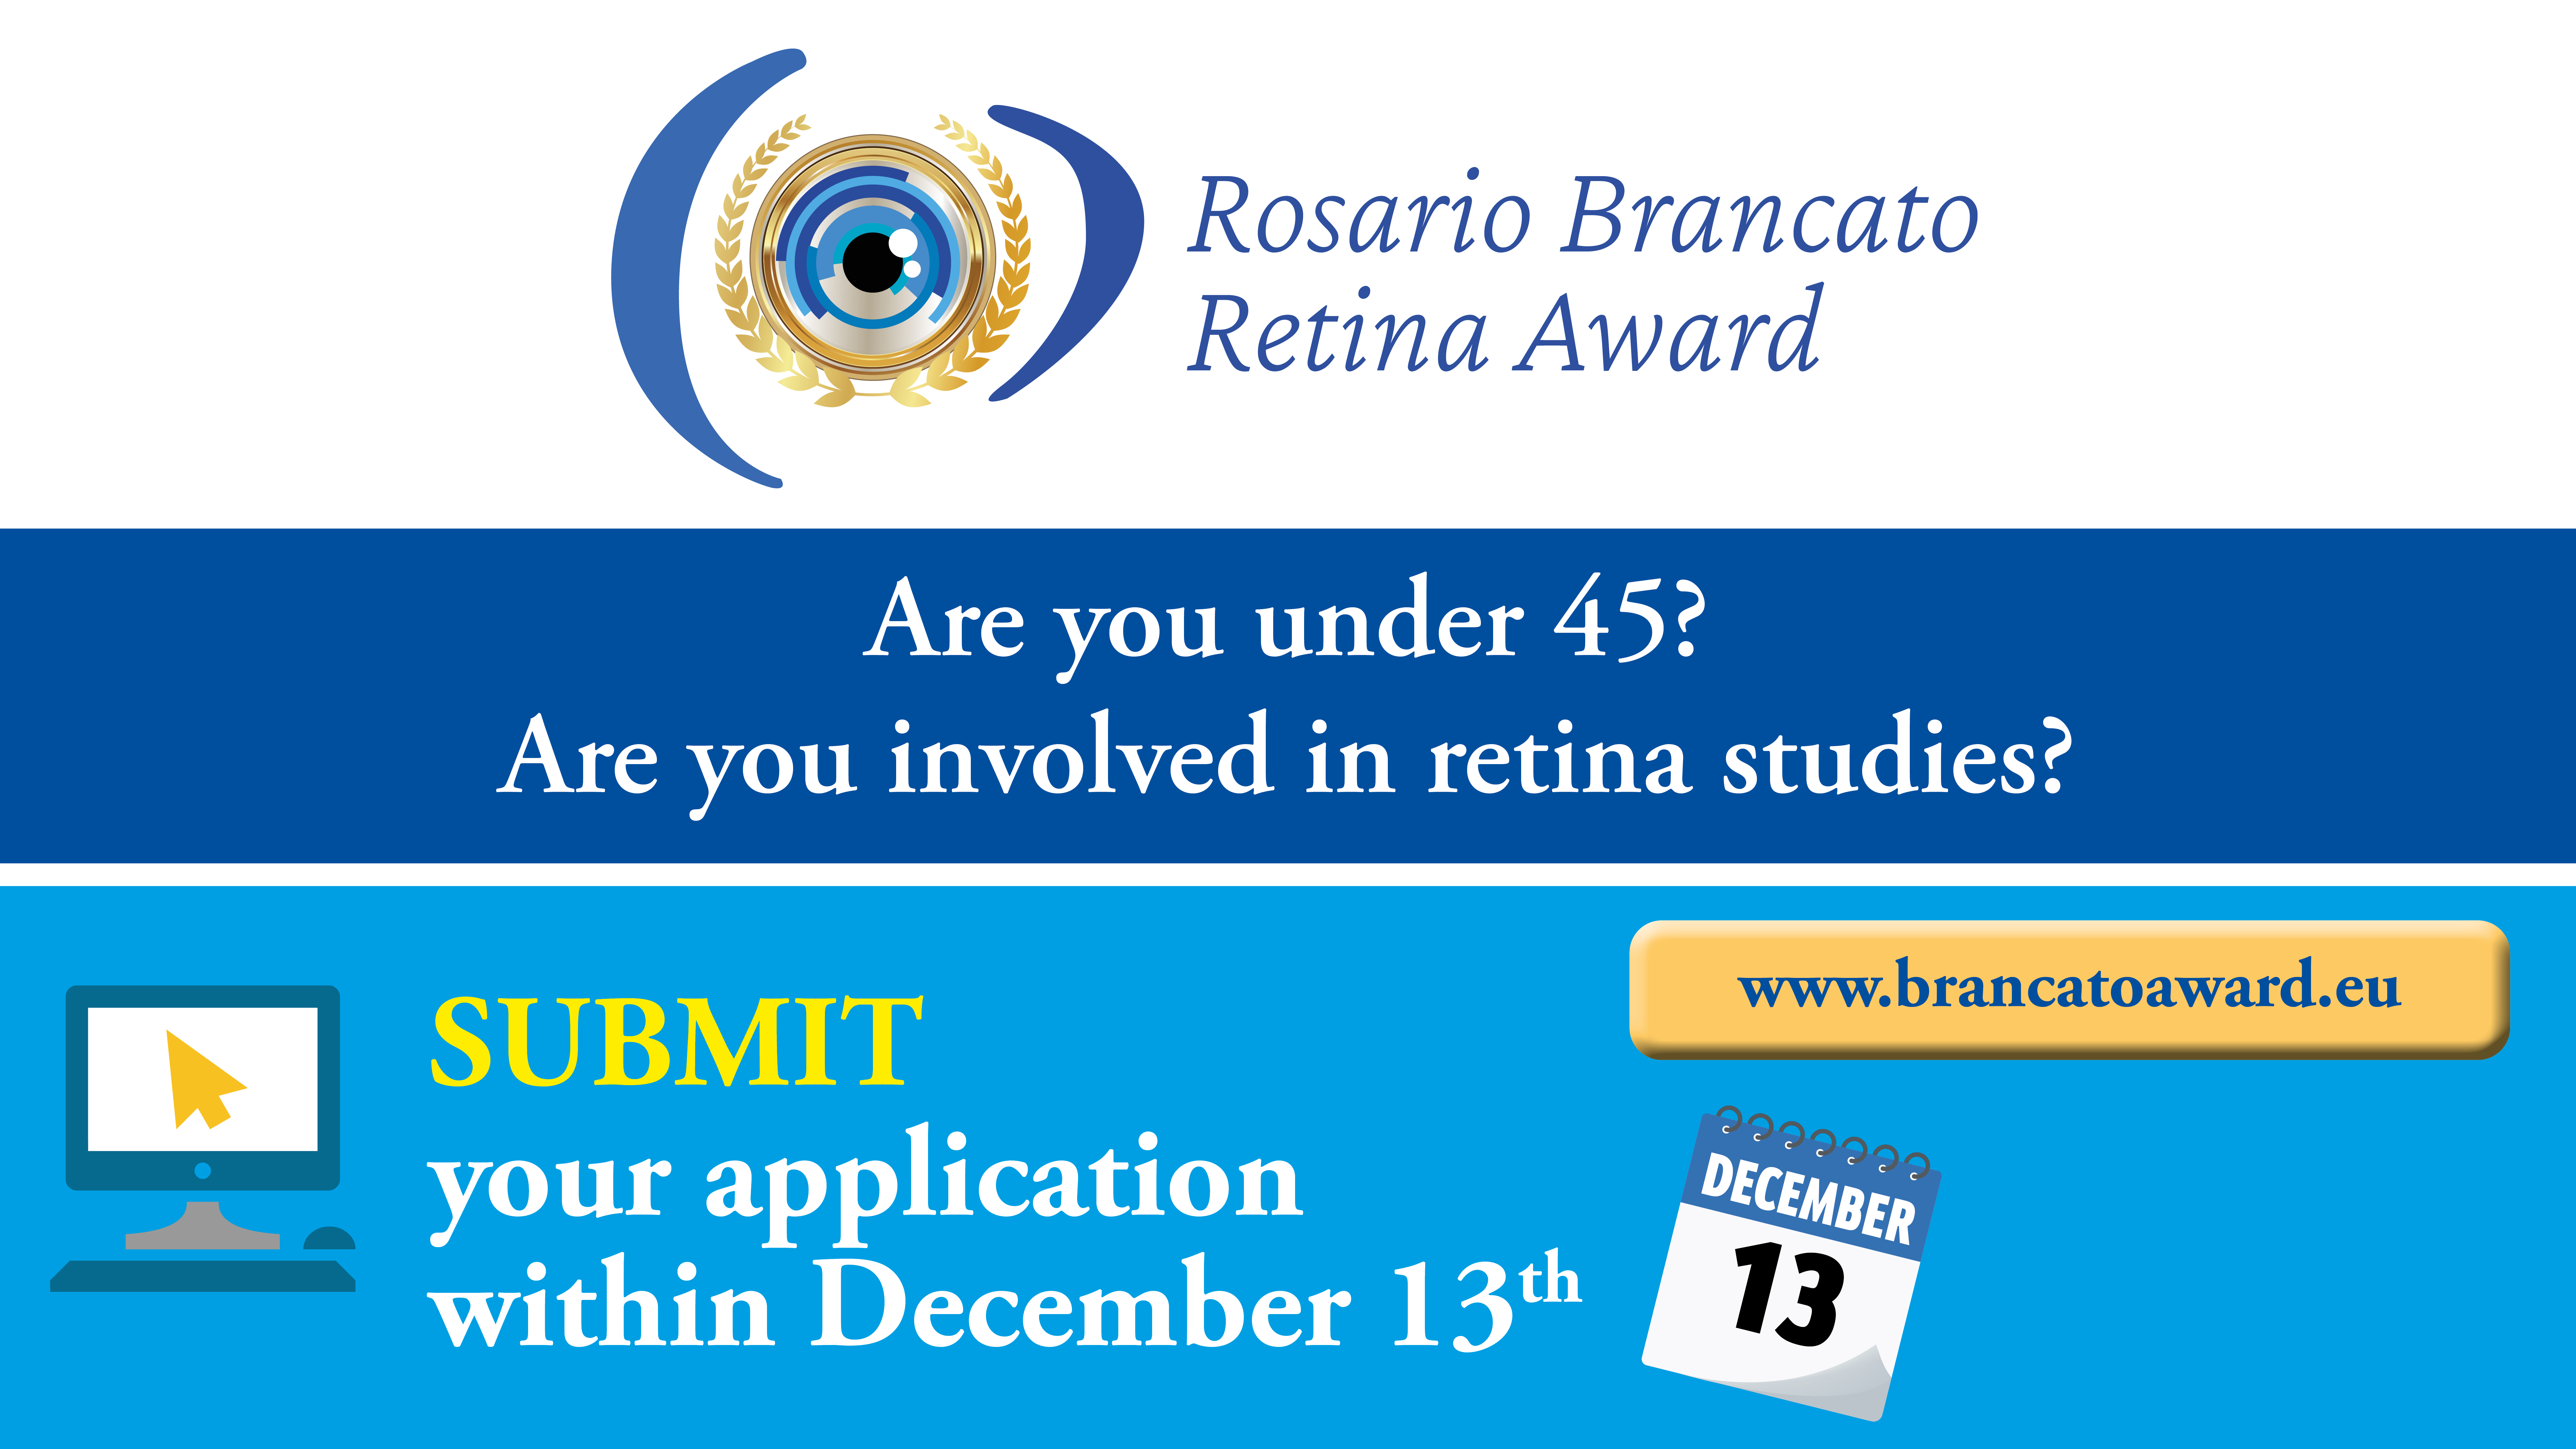 Rosario Brancato
Retina Award
Are you under 45?
Are you involved in retina studies?
www.brancatoaward.eu
SUBMIT
your application
within December 13th
DECEMBER
13